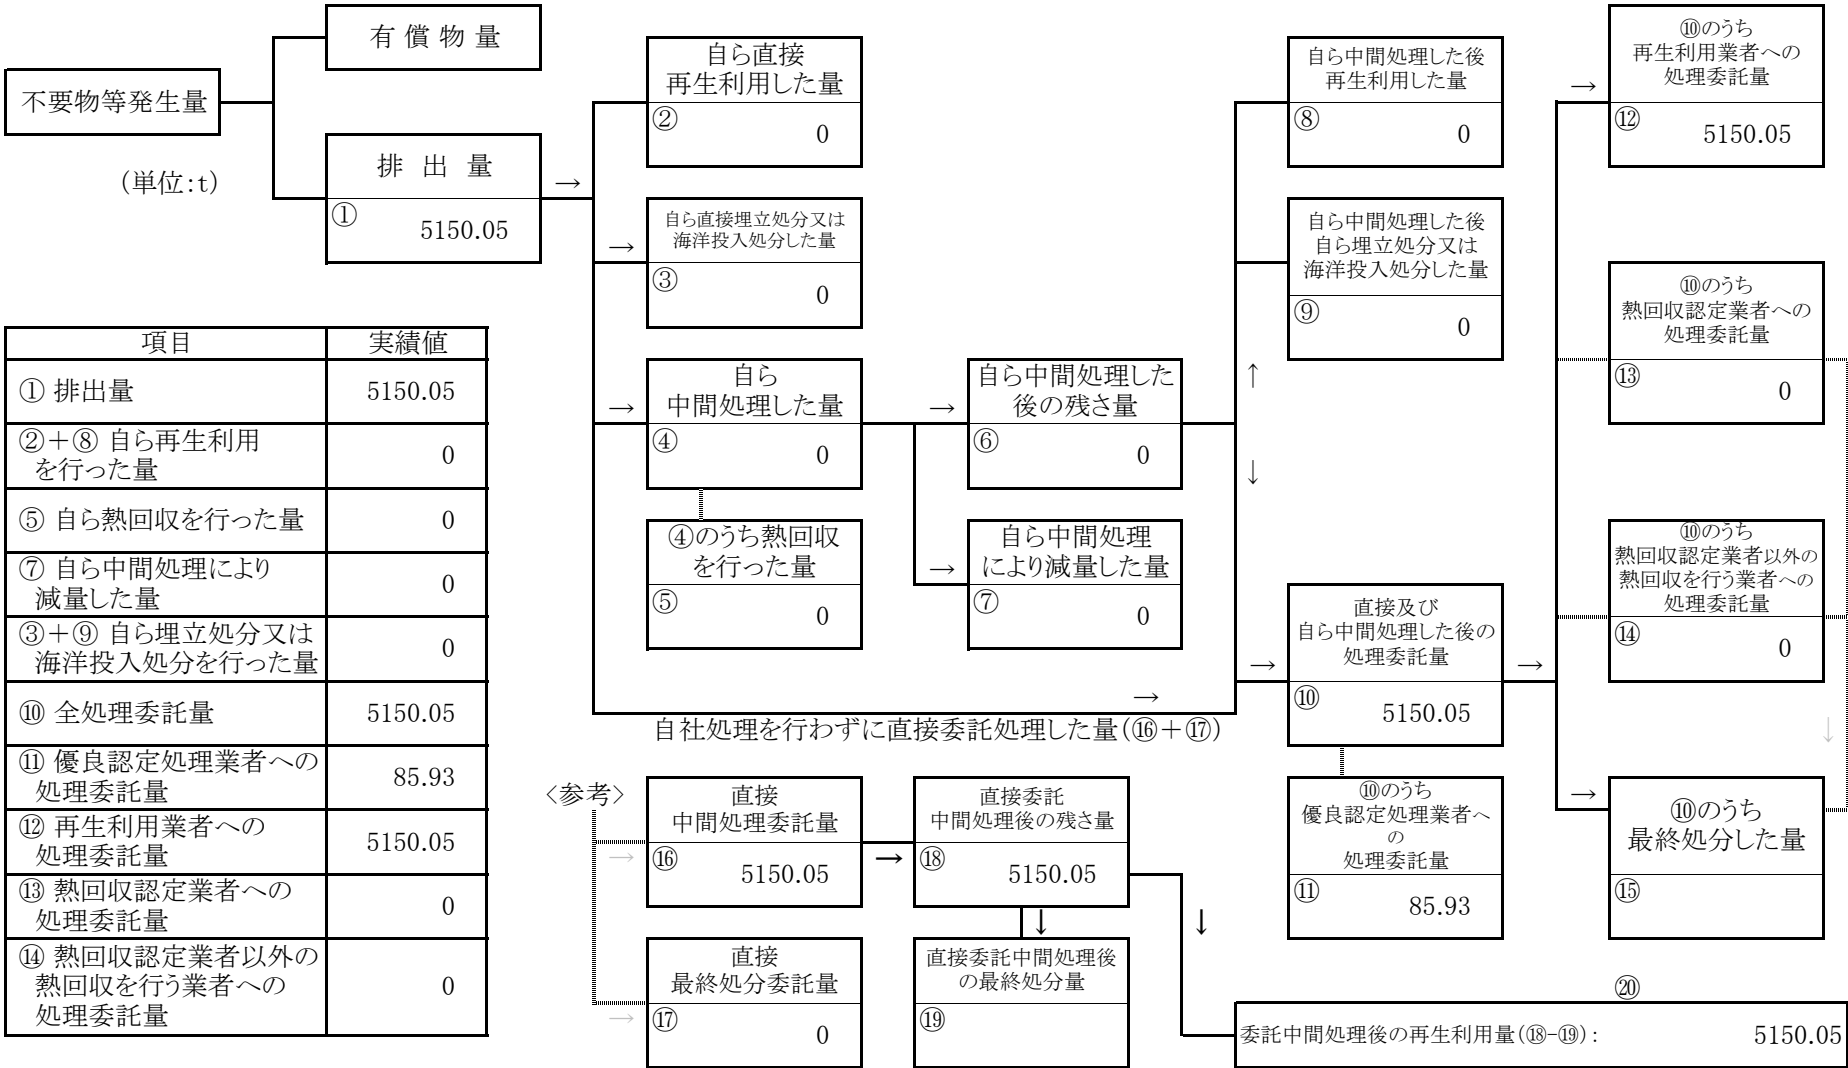 有 償 物 量
不要物等発生量
(単位:t)
排 出 量
①
5150.05
→
自ら直接
再生利用した量
②
0
→
自ら直接埋立処分又は
海洋投入処分した量
③
0
→
自ら
中間処理した量
④
0
④のうち熱回収
を行った量
⑤
0
→
自ら中間処理した
後の残さ量
⑥
0
→
自ら中間処理
により減量した量
⑦
0
↑
↓
自ら中間処理した後
再生利用した量
⑧
0
自ら中間処理した後
自ら埋立処分又は
海洋投入処分した量
⑨
0
→
自社処理を行わずに直接委託処理した量(⑯+⑰)
→
直接及び
自ら中間処理した後の
処理委託量
⑩
5150.05
→
⑩のうち
優良認定処理業者へ
の
処理委託量
⑪
85.93
→
⑩のうち
再生利用業者への
処理委託量
⑫
5150.05
⑩のうち
熱回収認定業者への
処理委託量
⑬
0
⑩のうち
熱回収認定業者以外の
熱回収を行う業者への
処理委託量
⑭
0
↓
→
⑩のうち
最終処分した量
⑮
項目 実績値
① 排出量 5150.05
②+⑧ 自ら再生利用
を行った量 0
⑤ 自ら熱回収を行った量 0
⑦ 自ら中間処理により
減量した量 0
③+⑨ 自ら埋立処分又は
海洋投入処分を行った量 0
⑩ 全処理委託量 5150.05
⑪ 優良認定処理業者への
処理委託量 85.93
⑫ 再生利用業者への
処理委託量 5150.05
⑬ 熱回収認定業者への
処理委託量 0
⑭ 熱回収認定業者以外の
熱回収を行う業者への
処理委託量 0
<参考>
→
直接
中間処理委託量
⑯
5150.05
→
直接委託
中間処理後の残さ量
⑱
5150.05
↓
↓
→
直接
最終処分委託量
⑰
0
直接委託中間処理後
の最終処分量
⑲
⑳
委託中間処理後の再生利用量(⑱-⑲): 5150.05